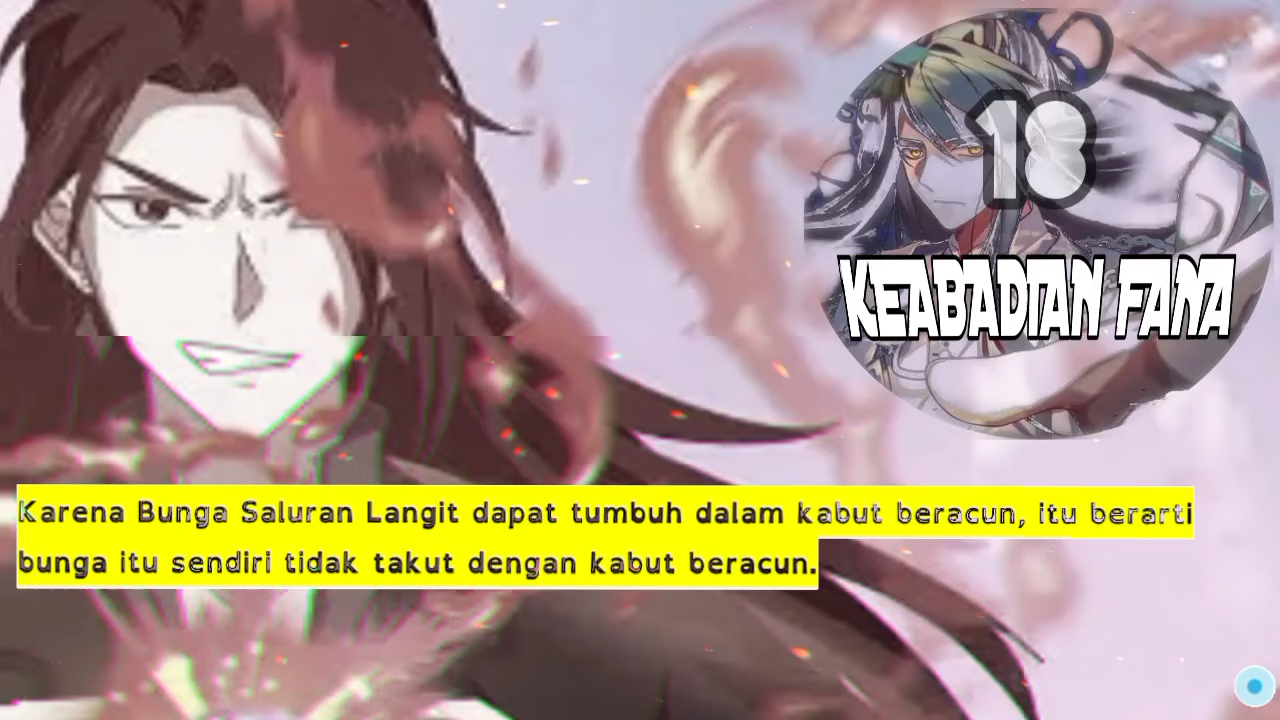 18
KEABADIAN FANA
Karena Bunga Saluran Langit dapat tumbuh dalam kabut beracun, itu berarti
bunga itu sendiri tidak takut dengan kabut beracun.